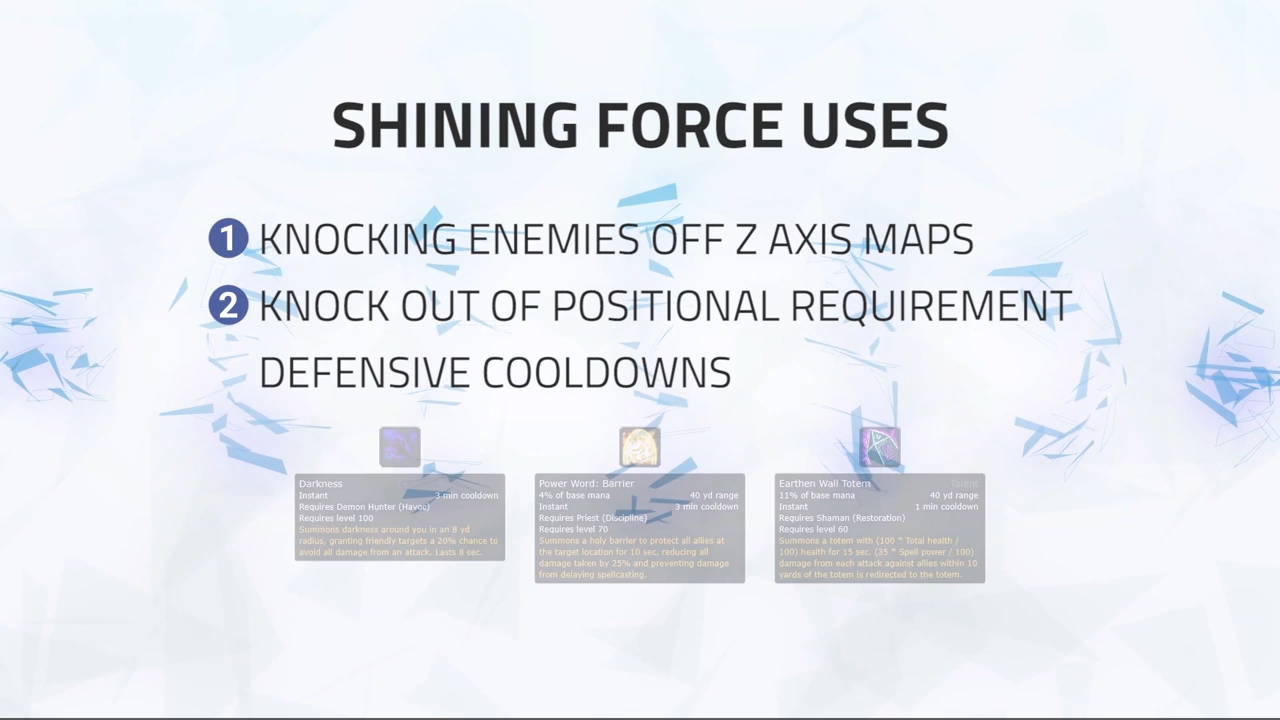 SHINING FORCE USES
1 KNOCKING ENEMIES OFF Z AXIS MAPS
2 KNOCK OUT OF POSITIONAL REQUIREMENT
DEFENSIVE COOLDOWNS
Darkness
Instant 3 min cooldown
Requires Demon Hunter (Havoc)
Requires level 100
Summons darkness around you in an 8 yd
radius, granting friendly targets a 20% chance to
avoid all damage from an attack. Lasts 8 sec.
Power Word: Barrier
4% of base mana 40 yd range
Instant 3 min cooldown
Requires Priest (Discipline)
Requires level 70
Summons a holy barrier to protect all allies at
the target location for 10 sec, reducing all
damage taken by 25% and preventing damage
from delaying spellcasting.
Earthen Wall Totem Talent
11% of base mana 40 yd range
Instant 1 min cooldown
Requires Shaman (Restoration)
Requires level 60
Summons a totem with (100 * Total health /
100) health for 15 sec. (35 * Spell power / 100)
damage from each attack against allies within 10
yards of the totem is redirected to the totem.